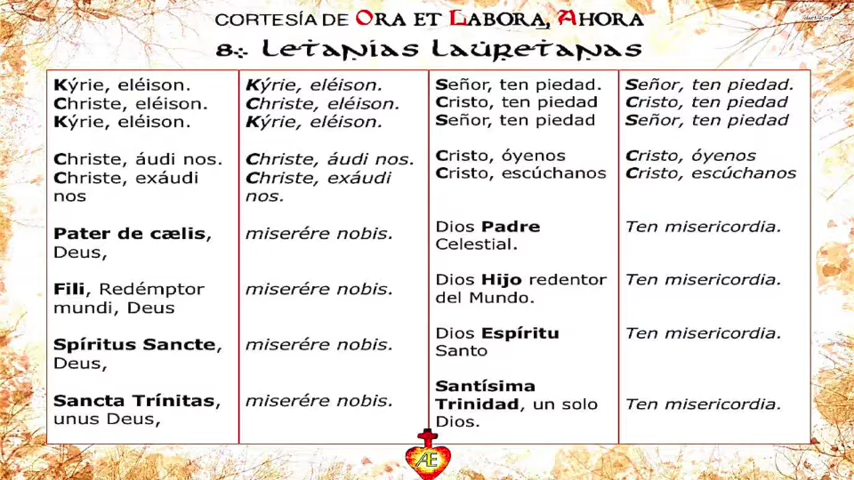 CORTESÍA DE ORA ET LABORA, AHORA
8. LETANÍAS LAURETANAS
Kýrie, eléison.
Christe, eléison.
Kýrie, eléison.
Christe, áudi nos.
Christe, exáudi
nos
Pater de cælis,
Deus,
Fili, Redémptor
mundi, Deus
Spíritus Sancte,
Deus,
Sancta Trínitas,
unus Deus,
Kýrie, eléison.
Christe, eléison.
Kýrie, eléison.
Christe, áudi nos.
Christe, exáudi
nos.
miserére nobis.
miserére nobis.
miserére nobis.
miserére nobis.
Señor, ten piedad.
Cristo, ten piedad
Señor, ten piedad
Cristo, óyenos
Cristo, escúchanos
Dios Padre
Celestial.
Dios Hijo redentor
del Mundo.
Dios Espíritu
Santo
Santísima
Trinidad, un solo
Dios.
Señor, ten piedad.
Cristo, ten piedad
Señor, ten piedad
Cristo, óyenos
Cristo, escúchanos
Ten misericordia.
Ten misericordia.
Ten misericordia.
Ten misericordia.
Æ